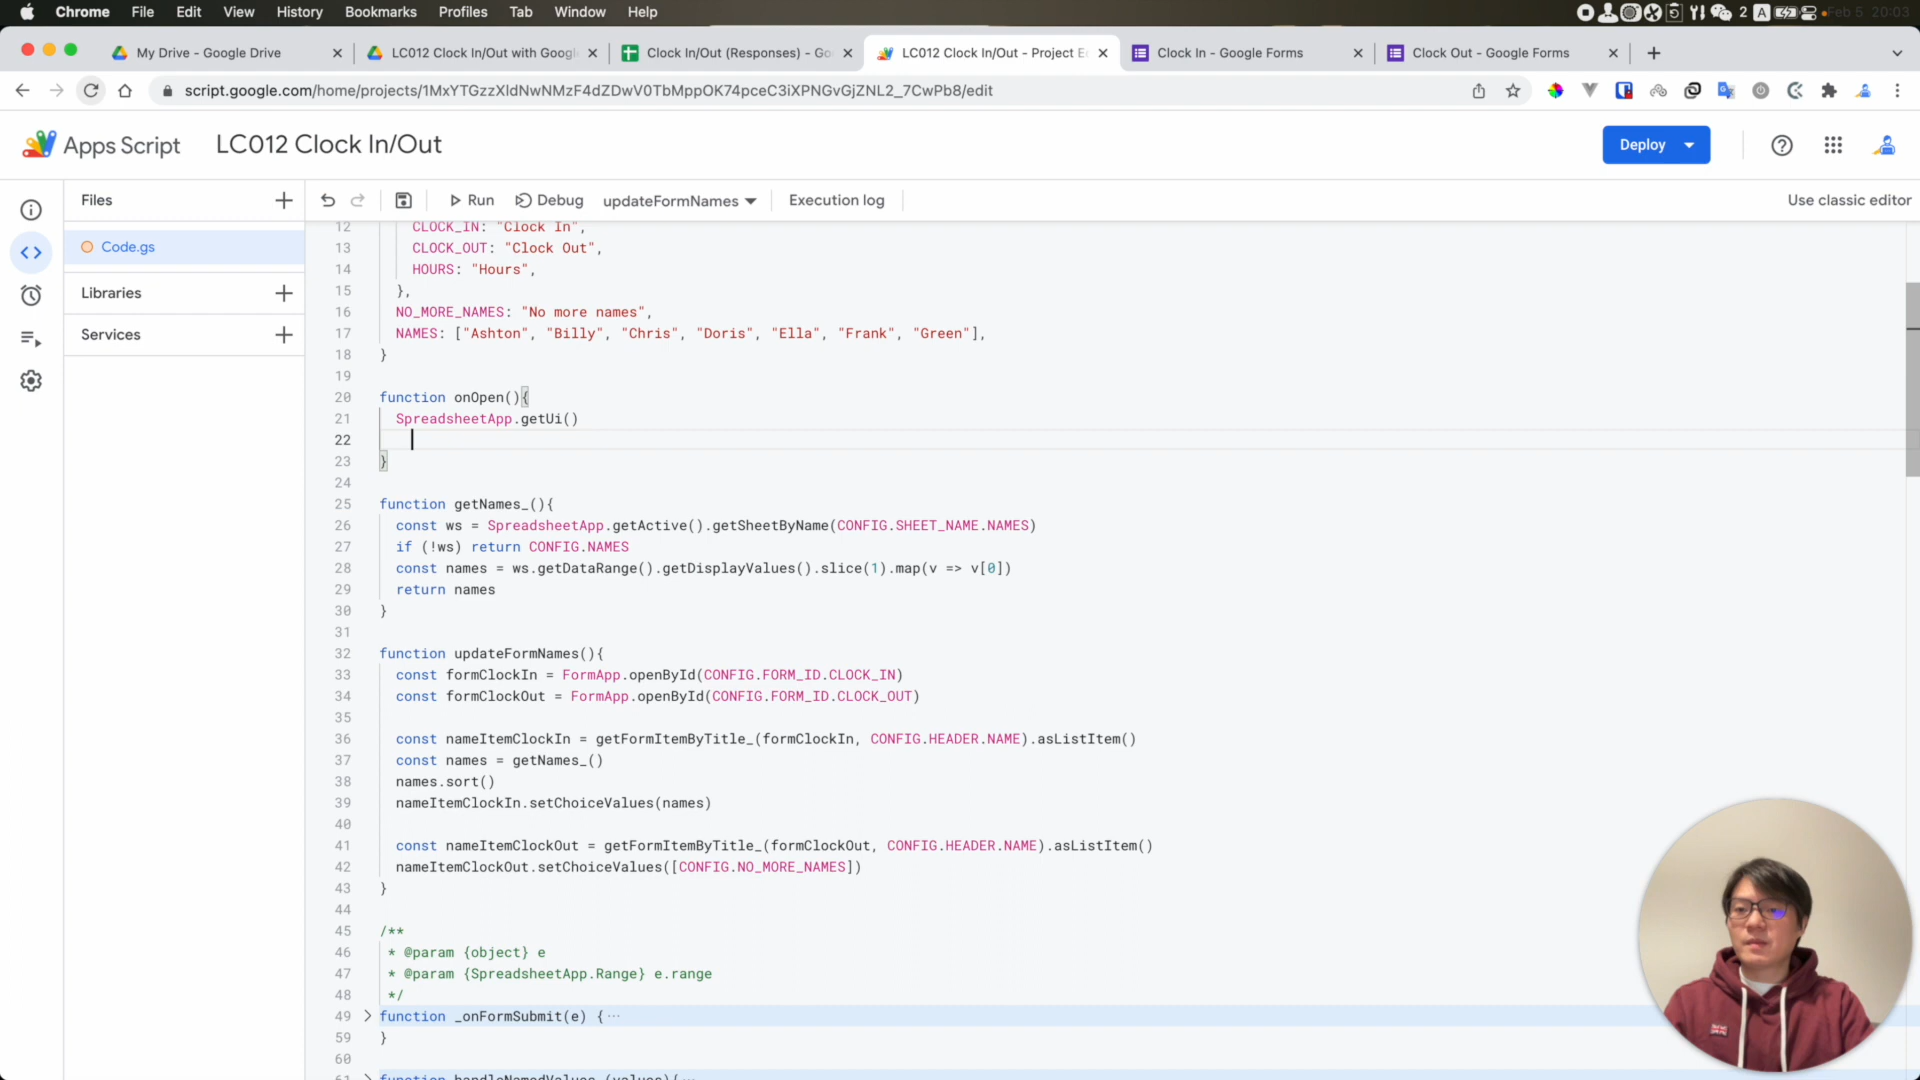 Chrome File Edit View History Bookmarks Profiles Tab Window Help 2 A Feb 5 20:03
My Drive - Google Drive LC012 Clock In/Out with Googl Clock In/Out (Responses) - Go LC012 Clock In/Out - Project E Clock In - Google Forms Clock Out - Google Forms
script.google.com/home/projects/1MxYTGzzXldNwNMzF4dZDwV0TbMppOK74pceC3iXPNGvGjZNL2_7CwPb8/edit
Apps Script LC012 Clock In/Out Deploy
Files Run Debug updateFormNames Execution log Use classic editor
Code.gs
Libraries
Services
12 CLOCK_IN: "Clock In",
13 CLOCK_OUT: "Clock Out",
14 HOURS: "Hours",
15 },
16 NO_MORE_NAMES: "No more names",
17 NAMES: ["Ashton", "Billy", "Chris", "Doris", "Ella", "Frank", "Green"],
18 }
19
20 function onOpen(){
21 SpreadsheetApp.getUi()
22
23 }
24
25 function getNames_(){
26 const ws = SpreadsheetApp.getActive().getSheetByName(CONFIG.SHEET_NAME.NAMES)
27 if (!ws) return CONFIG.NAMES
28 const names = ws.getDataRange().getDisplayValues().slice(1).map(v => v[0])
29 return names
30 }
31
32 function updateFormNames(){
33 const formClockIn = FormApp.openById(CONFIG.FORM_ID.CLOCK_IN)
34 const formClockOut = FormApp.openById(CONFIG.FORM_ID.CLOCK_OUT)
35
36 const nameItemClockIn = getFormItemByTitle_(formClockIn, CONFIG.HEADER.NAME).asListItem()
37 const names = getNames_()
38 names.sort()
39 nameItemClockIn.setChoiceValues(names)
40
41 const nameItemClockOut = getFormItemByTitle_(formClockOut, CONFIG.HEADER.NAME).asListItem()
42 nameItemClockOut.setChoiceValues([CONFIG.NO_MORE_NAMES])
43 }
44
45 /**
46 * @param {object} e
47 * @param {SpreadsheetApp.Range} e.range
48 */
49 function _onFormSubmit(e) {···
59 }
60
61 function handleNamedValues_(values){···